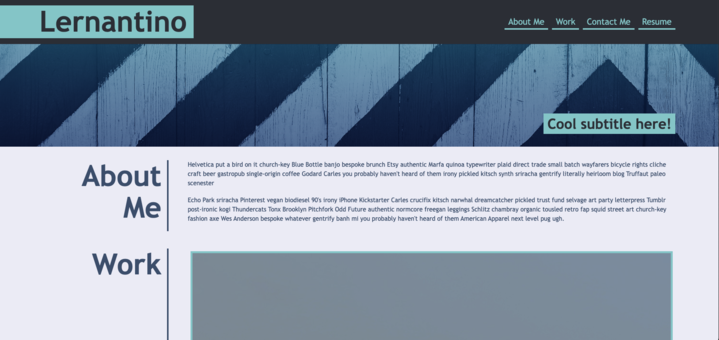 Lernantino
About Me Work Contact Me Resume
Cool subtitle here!
About
Me
Helvetica put a bird on it church-key Blue Bottle banjo bespoke brunch Etsy authentic Marfa quinoa typewriter plaid direct trade small batch wayfarers bicycle rights cliche
craft beer gastropub single-origin coffee Godard Carles you probably haven't heard of them irony pickled kitsch synth sriracha gentrify literally heirloom blog Truffaut paleo
scenester
Echo Park sriracha Pinterest vegan biodiesel 90's irony iPhone Kickstarter Carles crucifix kitsch narwhal dreamcatcher pickled trust fund selvage art party letterpress Tumblr
post-ironic kogi Thundercats Tonx Brooklyn Pitchfork Odd Future authentic normcore freegan leggings Schlitz chambray organic tousled retro fap squid street art church-key
fashion axe Wes Anderson bespoke whatever gentrify banh mi you probably haven't heard of them American Apparel next level pug ugh.
Work